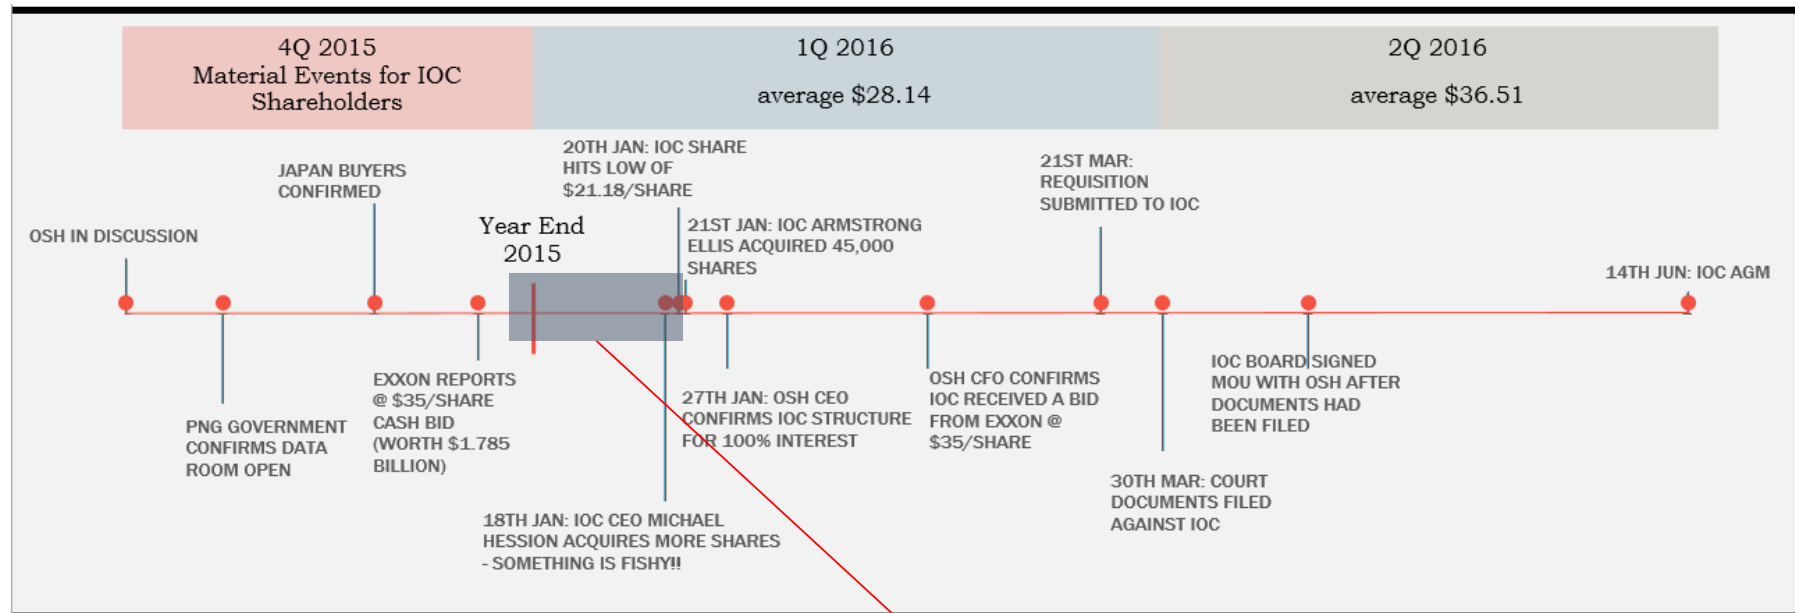 4Q 2015
Material Events for IOC
Shareholders
1Q 2016
average $28.14
2Q 2016
average $36.51
OSH IN DISCUSSION
PNG GOVERNMENT
CONFIRMS DATA
ROOM OPEN
JAPAN BUYERS
CONFIRMED
EXXON REPORTS
@ $35/SHARE
CASH BID
(WORTH $1.785
BILLION)
Year End
2015
18TH JAN: IOC CEO MICHAEL
HESSION ACQUIRES MORE SHARES
- SOMETHING IS FISHY!!
20TH JAN: IOC SHARE
HITS LOW OF
$21.18/SHARE
21ST JAN: IOC ARMSTRONG
ELLIS ACQUIRED 45,000
SHARES
27TH JAN: OSH CEO
CONFIRMS IOC STRUCTURE
FOR 100% INTEREST
OSH CFO CONFIRMS
IOC RECEIVED A BID
FROM EXXON @
$35/SHARE
21ST MAR:
REQUISITION
SUBMITTED TO IOC
30TH MAR: COURT
DOCUMENTS FILED
AGAINST IOC
IOC BOARD SIGNED
MOU WITH OSH AFTER
DOCUMENTS HAD
BEEN FILED
14TH JUN: IOC AGM